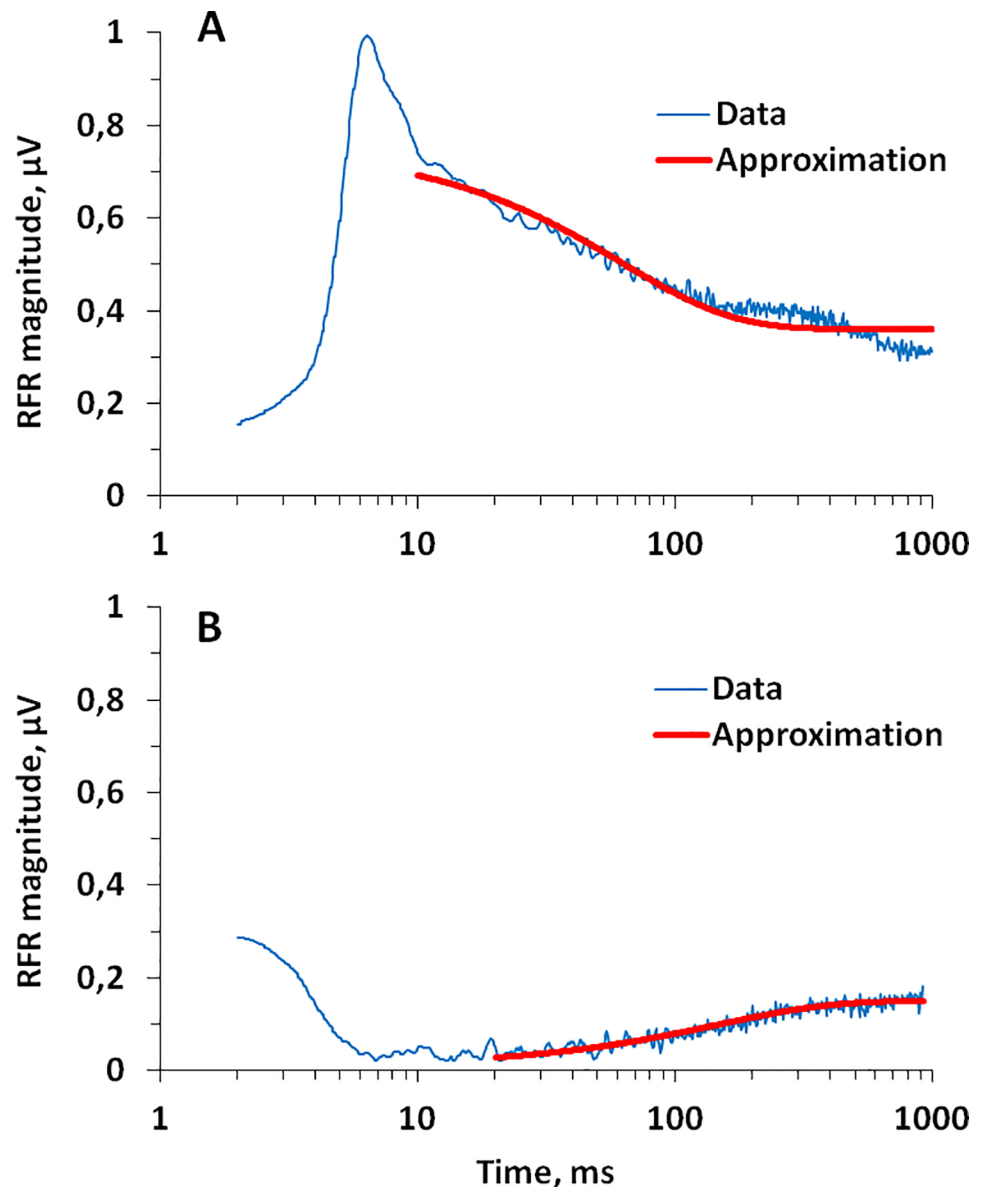 A
1
0,8
0,6
0,4
0,2
0
RFR magnitude, µV
Data
Approximation
1 10 100 1000
B
1
0,8
0,6
0,4
0,2
0
RFR magnitude, µV
Data
Approximation
1 10 100 1000
Time, ms